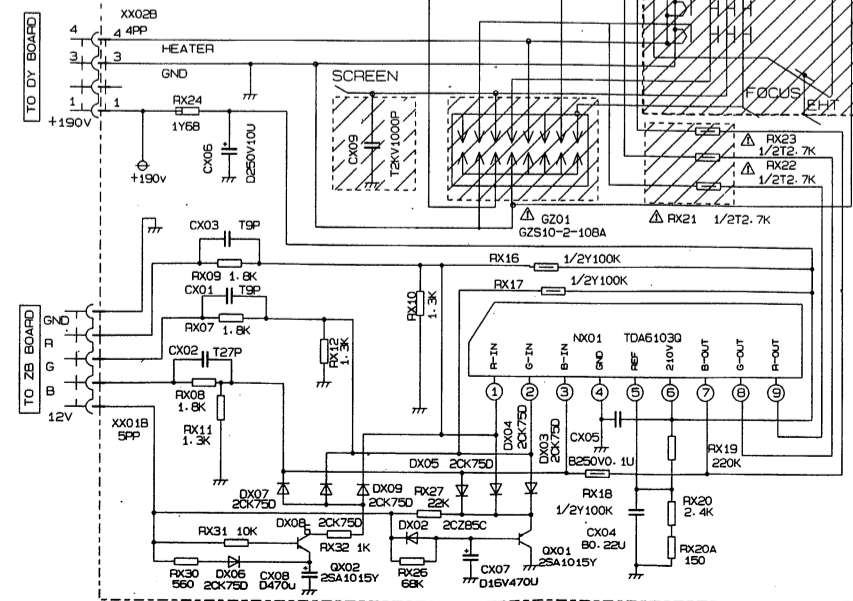 XX02B
4PP
TO DY BOARD
4
4
HEATER
3
3
GND
1
1
+190V
RX24
1Y68
CX06
D250V10U
+190v
SCREEN
CX09
T2KV1000P
FOCUS
EHT
RX23
1/2T2.7K
RX22
1/2T2.7K
RX21
1/2T2.7K
GZ01
GZS10-2-108A
CX03
T9P
RX09
1.8K
CX01
T9P
RX07
1.8K
CX02
T27P
RX08
1.8K
RX11
1.3K
RX12
1.3K
RX10
1.3K
RX16
1/2Y100K
RX17
1/2Y100K
TO ZB BOARD
GND
R
G
B
12V
XX01B
5PP
NX01
TDA6103Q
R-IN
G-IN
B-IN
GND
REF
210V
B-OUT
G-OUT
R-OUT
1
2
3
4
5
6
7
8
9
DX04
2CK75D
DX03
2CK75D
CX05
B250V0.1U
RX19
220K
DX05
2CK75D
DX07
2CK75D
DX09
2CK75D
RX27
22K
RX18
1/2Y100K
RX20
2.4K
CX04
B0.22U
RX20A
150
DX08
2CK75D
RX31
10K
RX32
1K
DX02
2CZ85C
QX01
2SA1015Y
RX30
560
DX06
2CK75D
CX08
D470u
QX02
2SA1015Y
RX26
68K
CX07
D16V470U